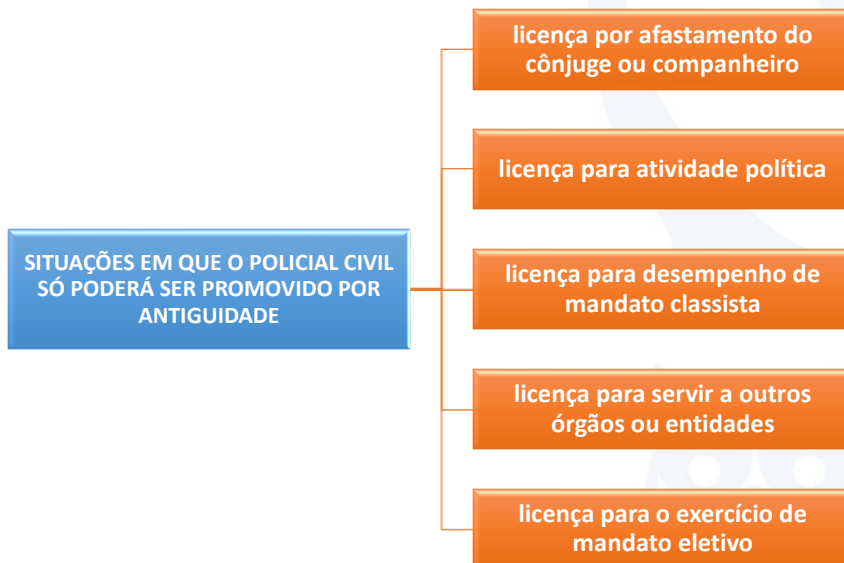 licença por afastamento do
cônjuge ou companheiro
licença para atividade política
SITUAÇÕES EM QUE O POLICIAL CIVIL
SÓ PODERÁ SER PROMOVIDO POR
ANTIGUIDADE
licença para desempenho de
mandato classista
licença para servir a outros
órgãos ou entidades
licença para o exercício de
mandato eletivo